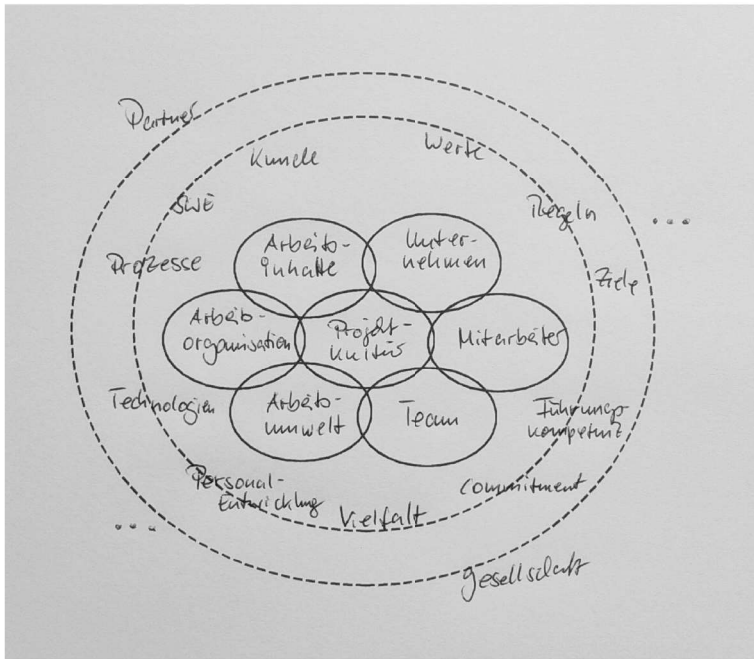 Partner
Kunde
Werte
SWE
Regeln
...
Arbeits-
inhalte
Unter-
nehmen
Prozesse
Ziele
Arbeits-
organisation
Projekt-
kultur
Mitarbeiter
Technologien
Arbeits-
umwelt
Team
Führungs-
kompetenz
Personal-
Entwicklung
Commitment
Vielfalt
...
Gesellschaft